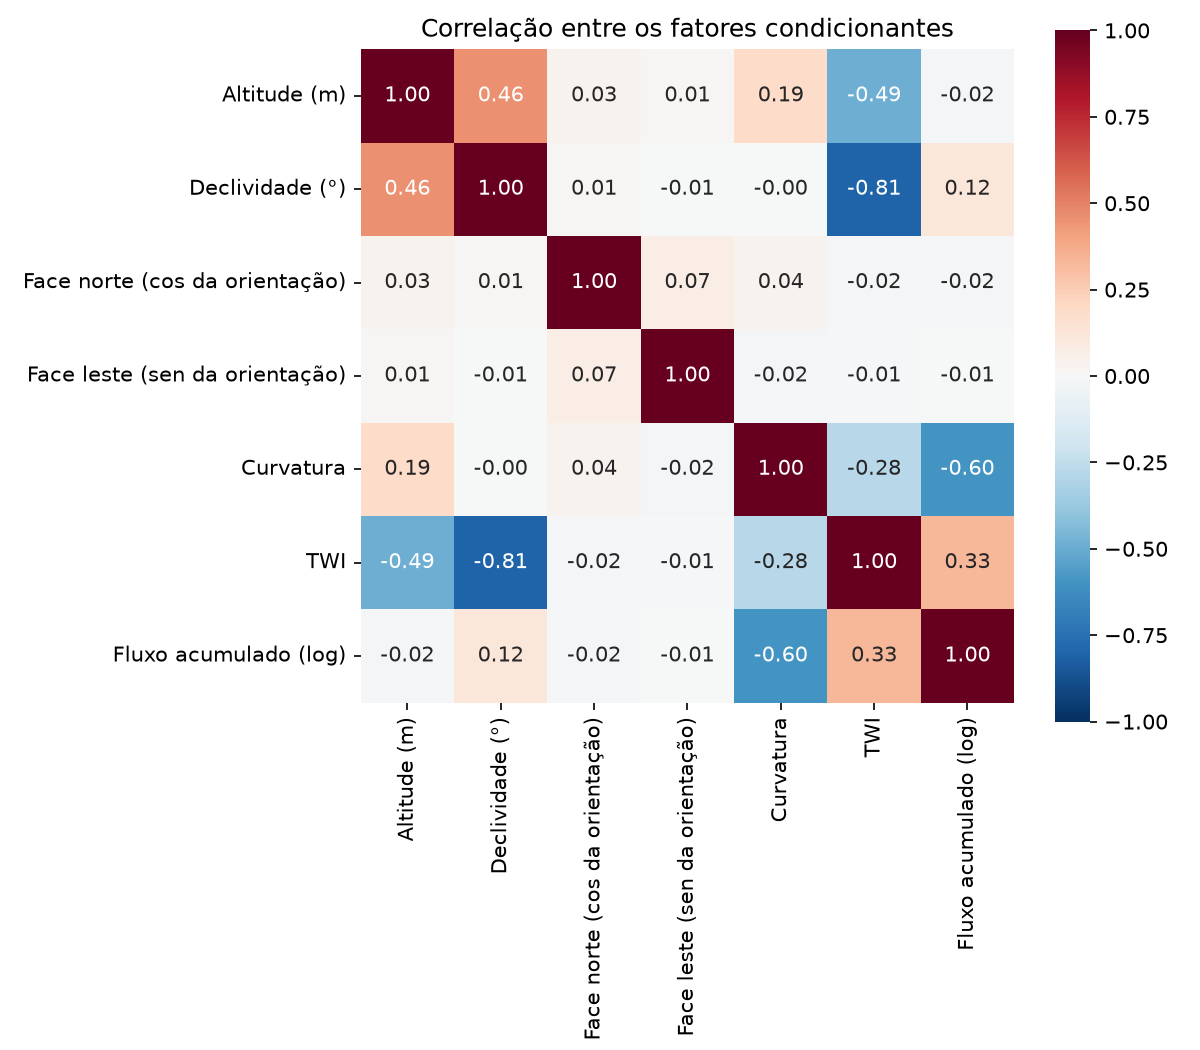 Correlação entre os fatores condicionantes
Altitude (m) 1.00 0.46 0.03 0.01 0.19 -0.49 -0.02
Declividade (°) 0.46 1.00 0.01 -0.01 -0.00 -0.81 0.12
Face norte (cos da orientação) 0.03 0.01 1.00 0.07 0.04 -0.02 -0.02
Face leste (sen da orientação) 0.01 -0.01 0.07 1.00 -0.02 -0.01 -0.01
Curvatura 0.19 -0.00 0.04 -0.02 1.00 -0.28 -0.60
TWI -0.49 -0.81 -0.02 -0.01 -0.28 1.00 0.33
Fluxo acumulado (log) -0.02 0.12 -0.02 -0.01 -0.60 0.33 1.00
Altitude (m)
Declividade (°)
Face norte (cos da orientação)
Face leste (sen da orientação)
Curvatura
TWI
Fluxo acumulado (log)
1.00
0.75
0.50
0.25
0.00
−0.25
−0.50
−0.75
−1.00